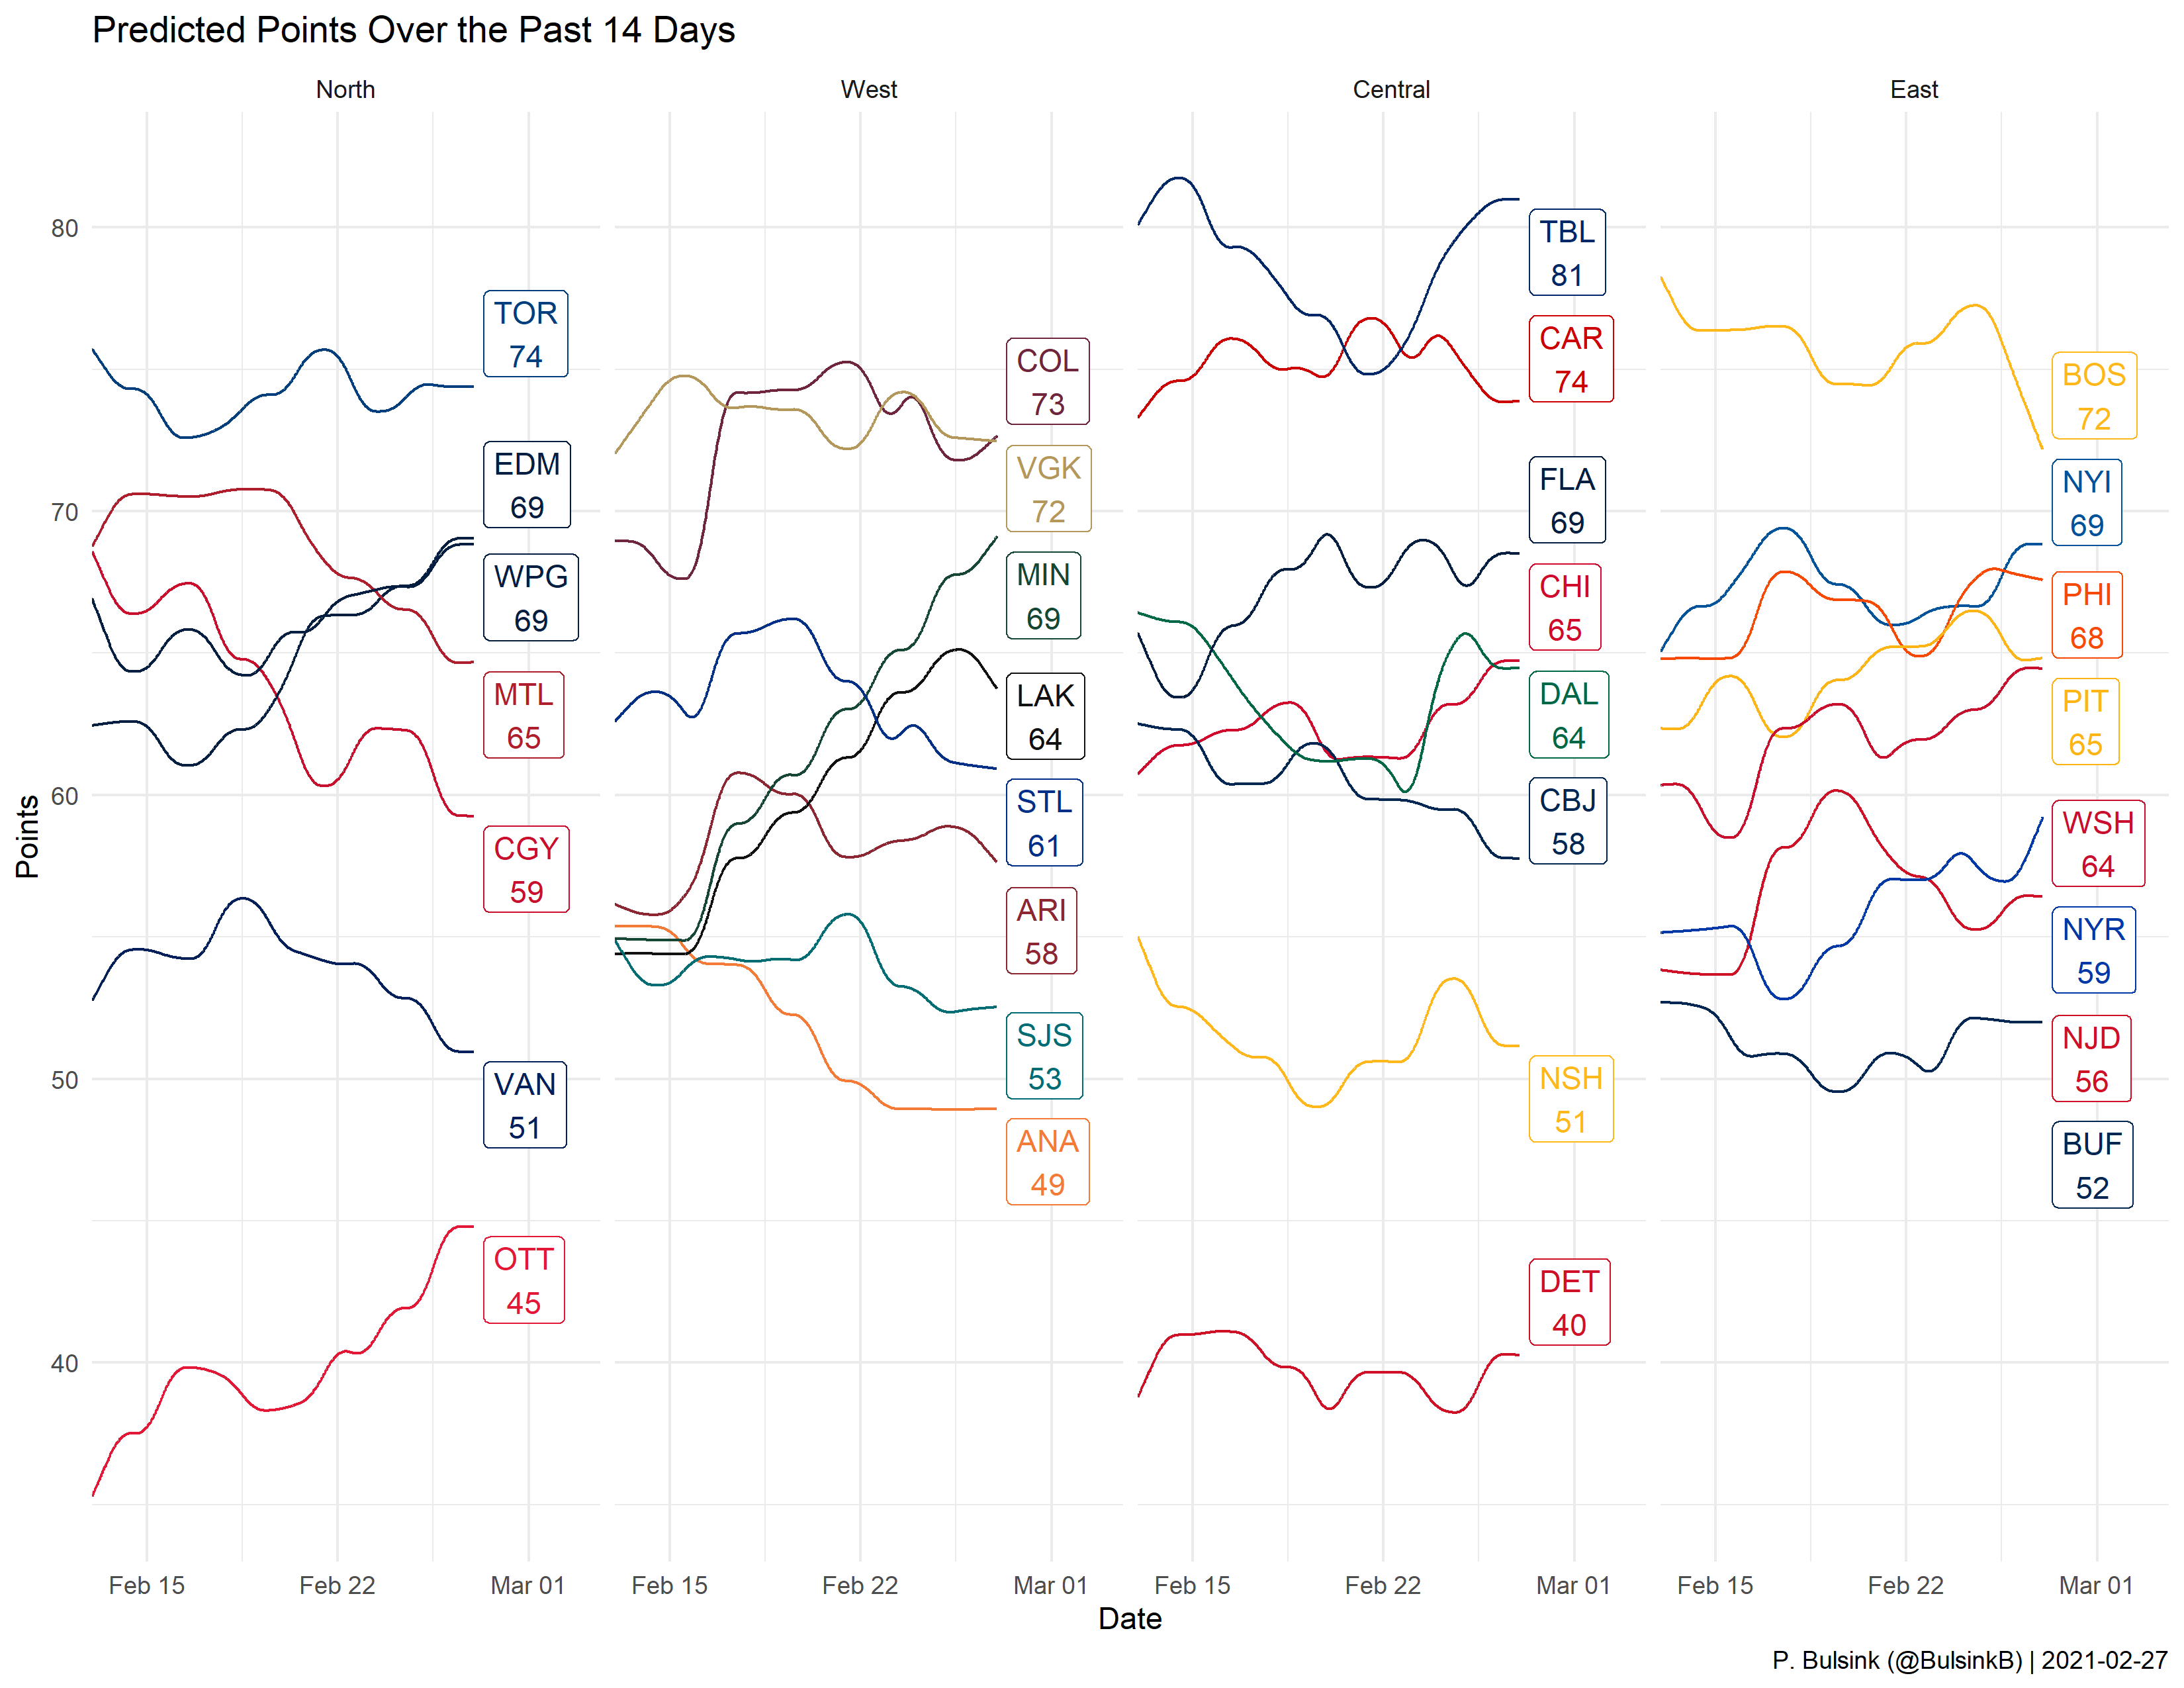 Predicted Points Over the Past 14 Days
North
West
Central
East
Points
80
70
60
50
40
TOR
74
EDM
69
WPG
69
MTL
65
CGY
59
VAN
51
OTT
45
COL
73
VGK
72
MIN
69
LAK
64
STL
61
ARI
58
SJS
53
ANA
49
TBL
81
CAR
74
FLA
69
CHI
65
DAL
64
CBJ
58
NSH
51
DET
40
BOS
72
NYI
69
PHI
68
PIT
65
WSH
64
NYR
59
NJD
56
BUF
52
Feb 15
Feb 22
Mar 01
Feb 15
Feb 22
Mar 01
Feb 15
Feb 22
Mar 01
Feb 15
Feb 22
Mar 01
Date
P. Bulsink (@BulsinkB) | 2021-02-27